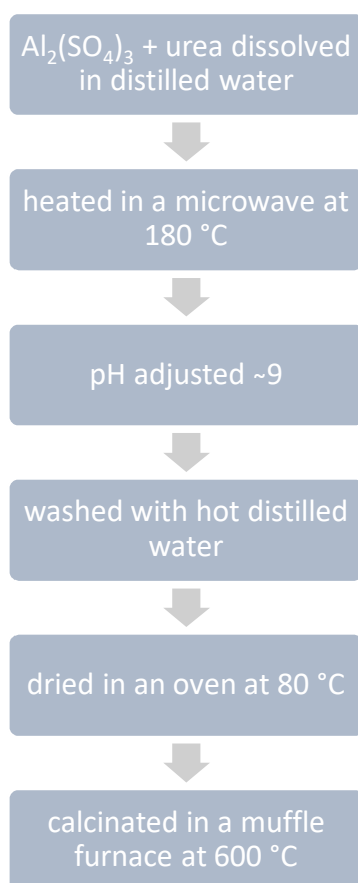 Al₂(SO₄)₃ + urea dissolved
in distilled water
heated in a microwave at
180 °C
pH adjusted ~9
washed with hot distilled
water
dried in an oven at 80 °C
calcinated in a muffle
furnace at 600 °C